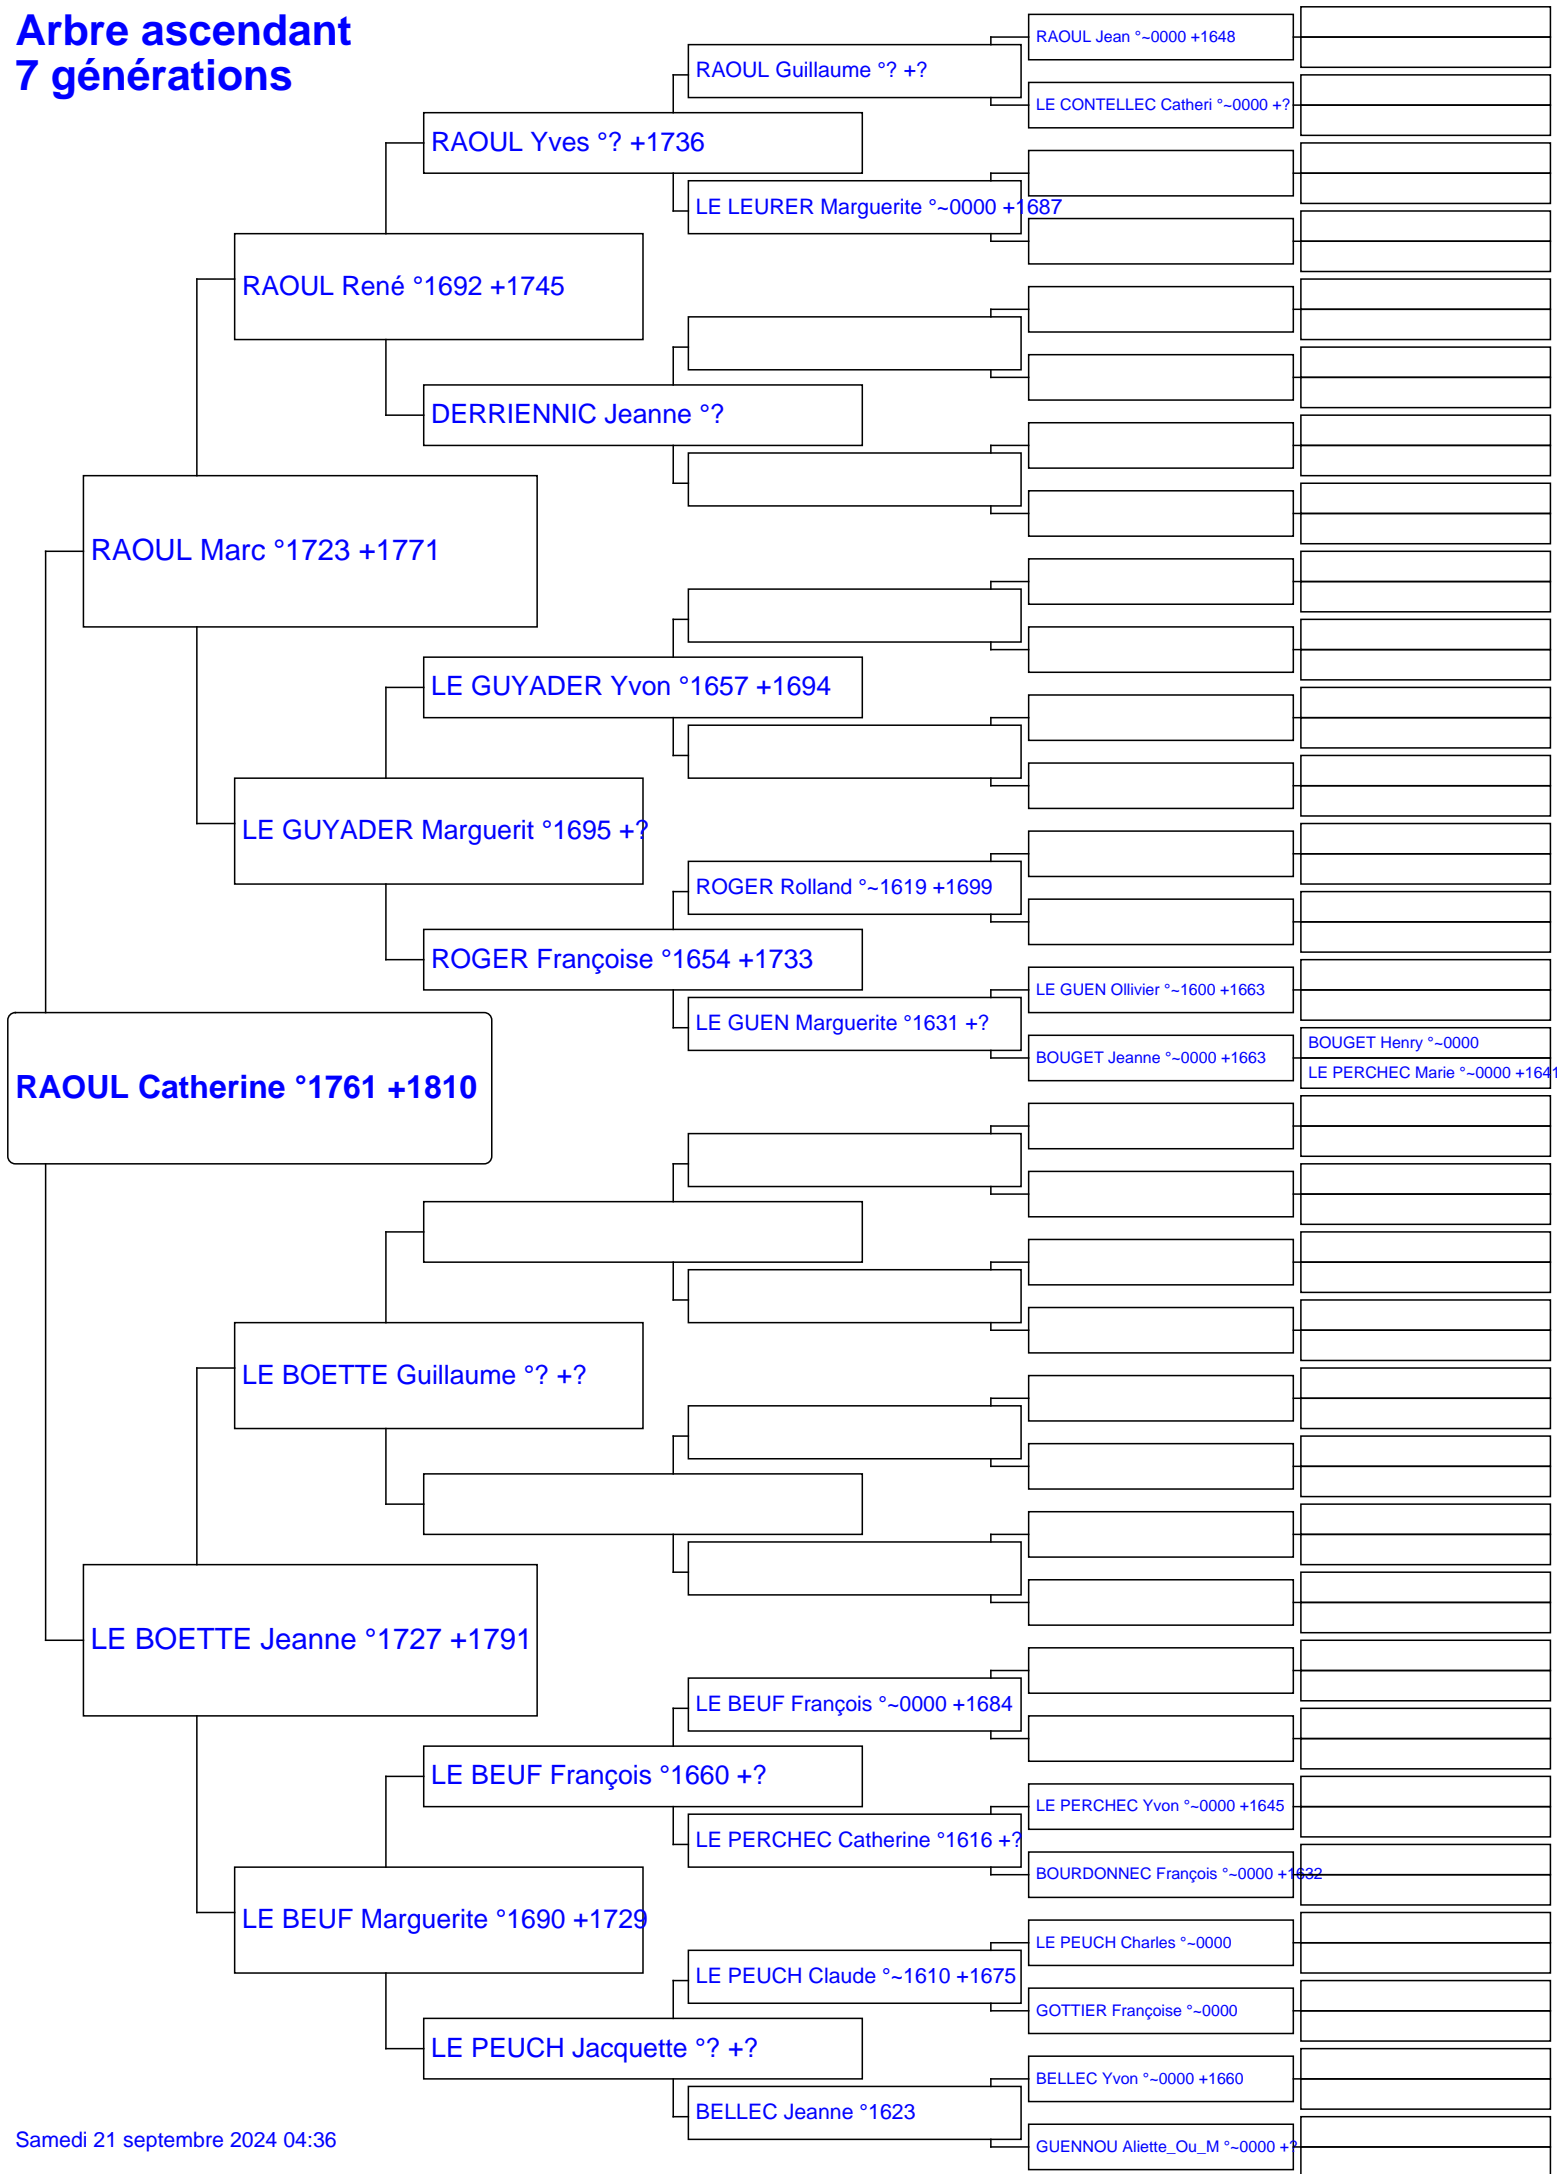 Arbre ascendant
7 générations
RAOUL Jean °~0000 +1648
RAOUL Guillaume °? +?
LE CONTELLEC Catheri °~0000 +?
RAOUL Yves °? +1736
LE LEURER Marguerite °~0000 +1687
RAOUL René °1692 +1745
DERRIENNIC Jeanne °?
RAOUL Marc °1723 +1771
LE GUYADER Yvon °1657 +1694
LE GUYADER Marguerit °1695 +?
ROGER Rolland °~1619 +1699
ROGER Françoise °1654 +1733
LE GUEN Ollivier °~1600 +1663
LE GUEN Marguerite °1631 +?
BOUGET Henry °~0000
BOUGET Jeanne °~0000 +1663
LE PERCHEC Marie °~0000 +1641
RAOUL Catherine °1761 +1810
LE BOETTE Guillaume °? +?
LE BOETTE Jeanne °1727 +1791
LE BEUF François °~0000 +1684
LE BEUF François °1660 +?
LE PERCHEC Yvon °~0000 +1645
LE PERCHEC Catherine °1616 +?
BOURDONNEC François °~0000 +1632
LE BEUF Marguerite °1690 +1729
LE PEUCH Charles °~0000
LE PEUCH Claude °~1610 +1675
GOTTIER Françoise °~0000
LE PEUCH Jacquette °? +?
BELLEC Yvon °~0000 +1660
BELLEC Jeanne °1623
GUENNOU Aliette_Ou_M °~0000 +?
Samedi 21 septembre 2024 04:36